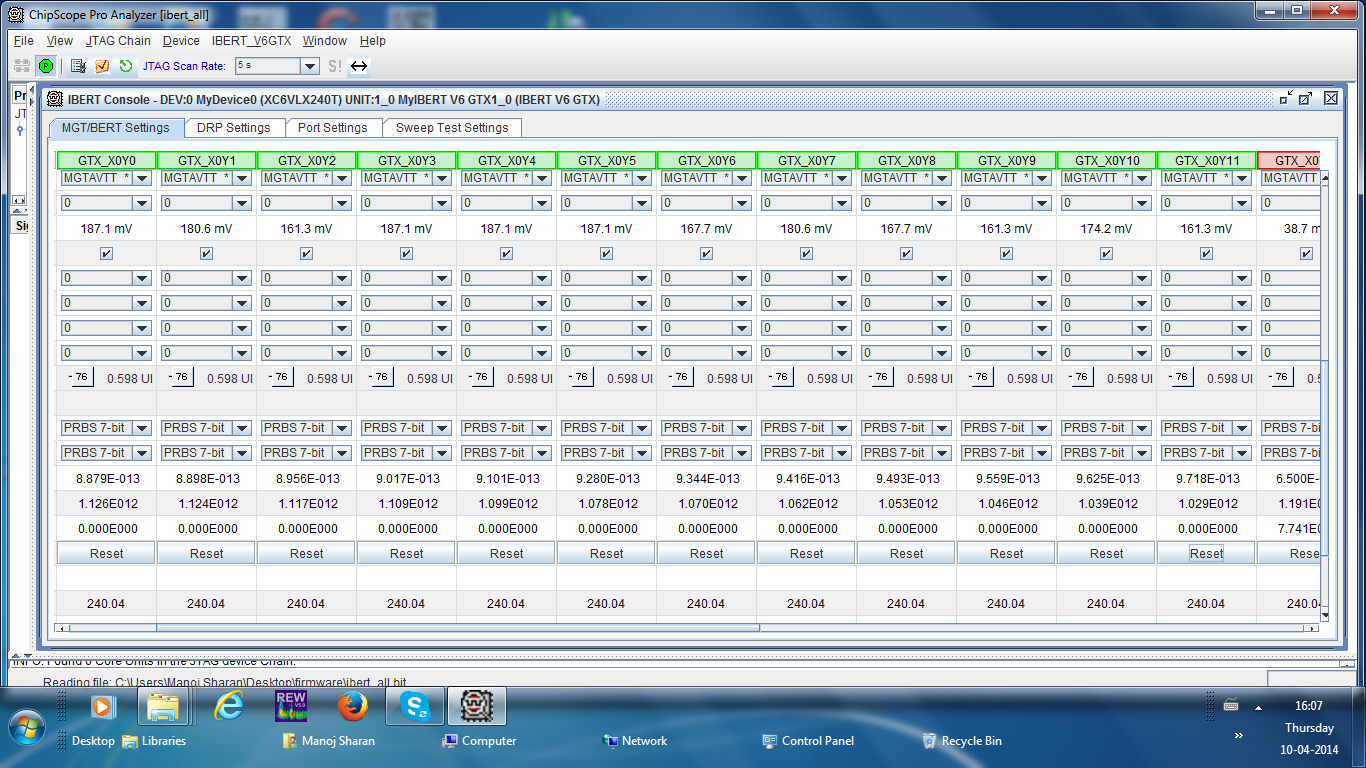 ChipScope Pro Analyzer [ibert_all]
File View JTAG Chain Device IBERT_V6GTX Window Help
JTAG Scan Rate: 5 s S!
IBERT Console - DEV:0 MyDevice0 (XC6VLX240T) UNIT:1_0 MyIBERT V6 GTX1_0 (IBERT V6 GTX)
MGT/BERT Settings DRP Settings Port Settings Sweep Test Settings
GTX_X0Y0 GTX_X0Y1 GTX_X0Y2 GTX_X0Y3 GTX_X0Y4 GTX_X0Y5 GTX_X0Y6 GTX_X0Y7 GTX_X0Y8 GTX_X0Y9 GTX_X0Y10 GTX_X0Y11 GTX_X0
MGTAVTT * MGTAVTT * MGTAVTT * MGTAVTT * MGTAVTT * MGTAVTT * MGTAVTT * MGTAVTT * MGTAVTT * MGTAVTT * MGTAVTT * MGTAVTT * MGTAVTT
0 0 0 0 0 0 0 0 0 0 0 0 0
187.1 mV 180.6 mV 161.3 mV 187.1 mV 187.1 mV 187.1 mV 167.7 mV 180.6 mV 167.7 mV 161.3 mV 174.2 mV 161.3 mV 38.7 m
0 0 0 0 0 0 0 0 0 0 0 0 0
0 0 0 0 0 0 0 0 0 0 0 0 0
0 0 0 0 0 0 0 0 0 0 0 0 0
0 0 0 0 0 0 0 0 0 0 0 0 0
- 76 0.598 UI - 76 0.598 UI - 76 0.598 UI - 76 0.598 UI - 76 0.598 UI - 76 0.598 UI - 76 0.598 UI - 76 0.598 UI - 76 0.598 UI - 76 0.598 UI - 76 0.598 UI - 76 0.598 UI - 76 0.5
PRBS 7-bit PRBS 7-bit PRBS 7-bit PRBS 7-bit PRBS 7-bit PRBS 7-bit PRBS 7-bit PRBS 7-bit PRBS 7-bit PRBS 7-bit PRBS 7-bit PRBS 7-bit PRBS 7-bi
PRBS 7-bit PRBS 7-bit PRBS 7-bit PRBS 7-bit PRBS 7-bit PRBS 7-bit PRBS 7-bit PRBS 7-bit PRBS 7-bit PRBS 7-bit PRBS 7-bit PRBS 7-bit PRBS 7-bi
8.879E-013 8.898E-013 8.956E-013 9.017E-013 9.101E-013 9.280E-013 9.344E-013 9.416E-013 9.493E-013 9.559E-013 9.625E-013 9.718E-013 6.500E-
1.126E012 1.124E012 1.117E012 1.109E012 1.099E012 1.078E012 1.070E012 1.062E012 1.053E012 1.046E012 1.039E012 1.029E012 1.191E
0.000E000 0.000E000 0.000E000 0.000E000 0.000E000 0.000E000 0.000E000 0.000E000 0.000E000 0.000E000 0.000E000 0.000E000 7.741E
Reset Reset Reset Reset Reset Reset Reset Reset Reset Reset Reset Reset Rese
240.04 240.04 240.04 240.04 240.04 240.04 240.04 240.04 240.04 240.04 240.04 240.04 240.0
INFO: Found 0 Core Units in the JTAG device Chain.
Reading file: C:\Users\Manoj Sharan\Desktop\firmware\ibert_all.bit
REW V5.0
16:07
Thursday
10-04-2014
Desktop Libraries Manoj Sharan Computer Network Control Panel Recycle Bin